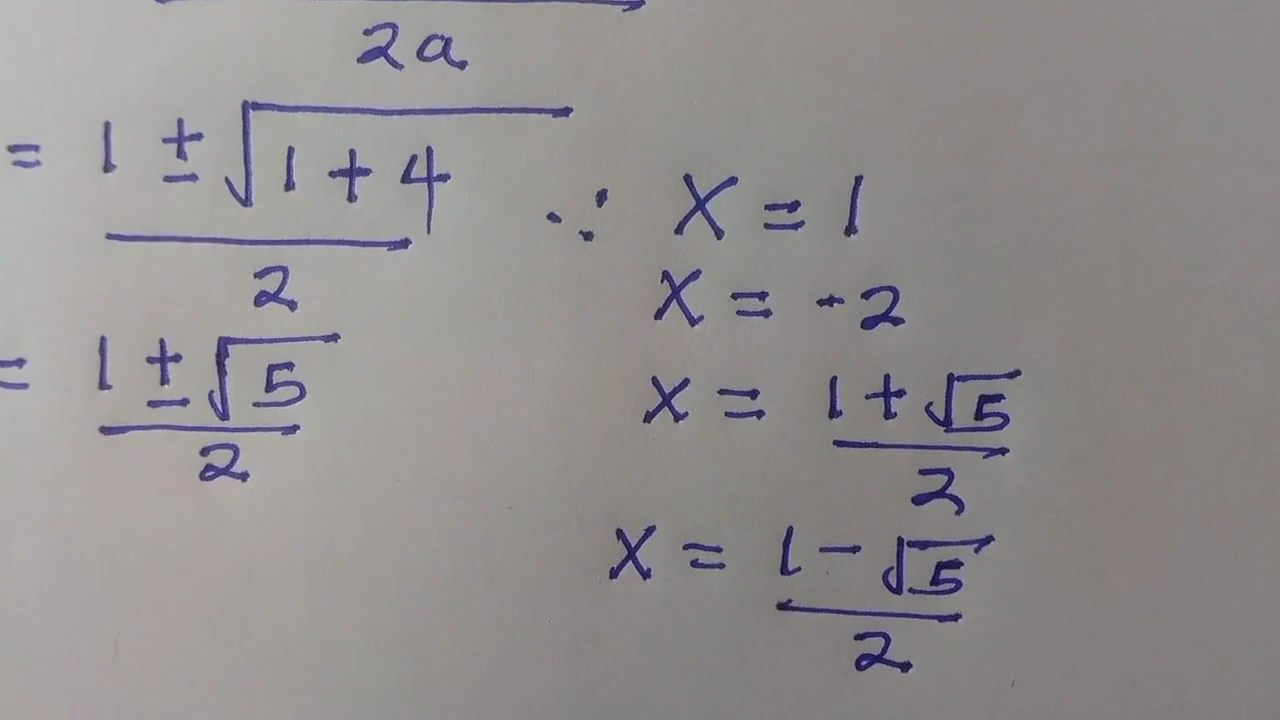 2a
= 1 ± √1 + 4
2
= 1 ± √5
2
∵ x = 1
x = -2
x = 1 + √5
2
x = 1 - √5
2